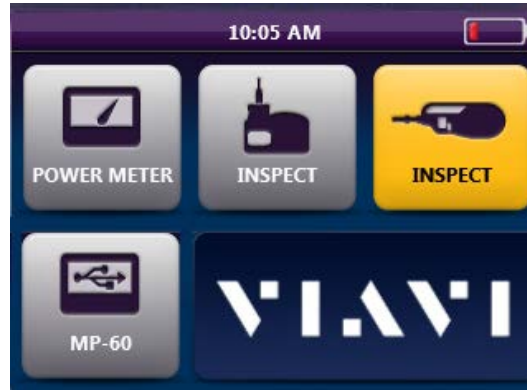 10:05 AM
POWER METER
INSPECT
INSPECT
MP-60
VIAVI